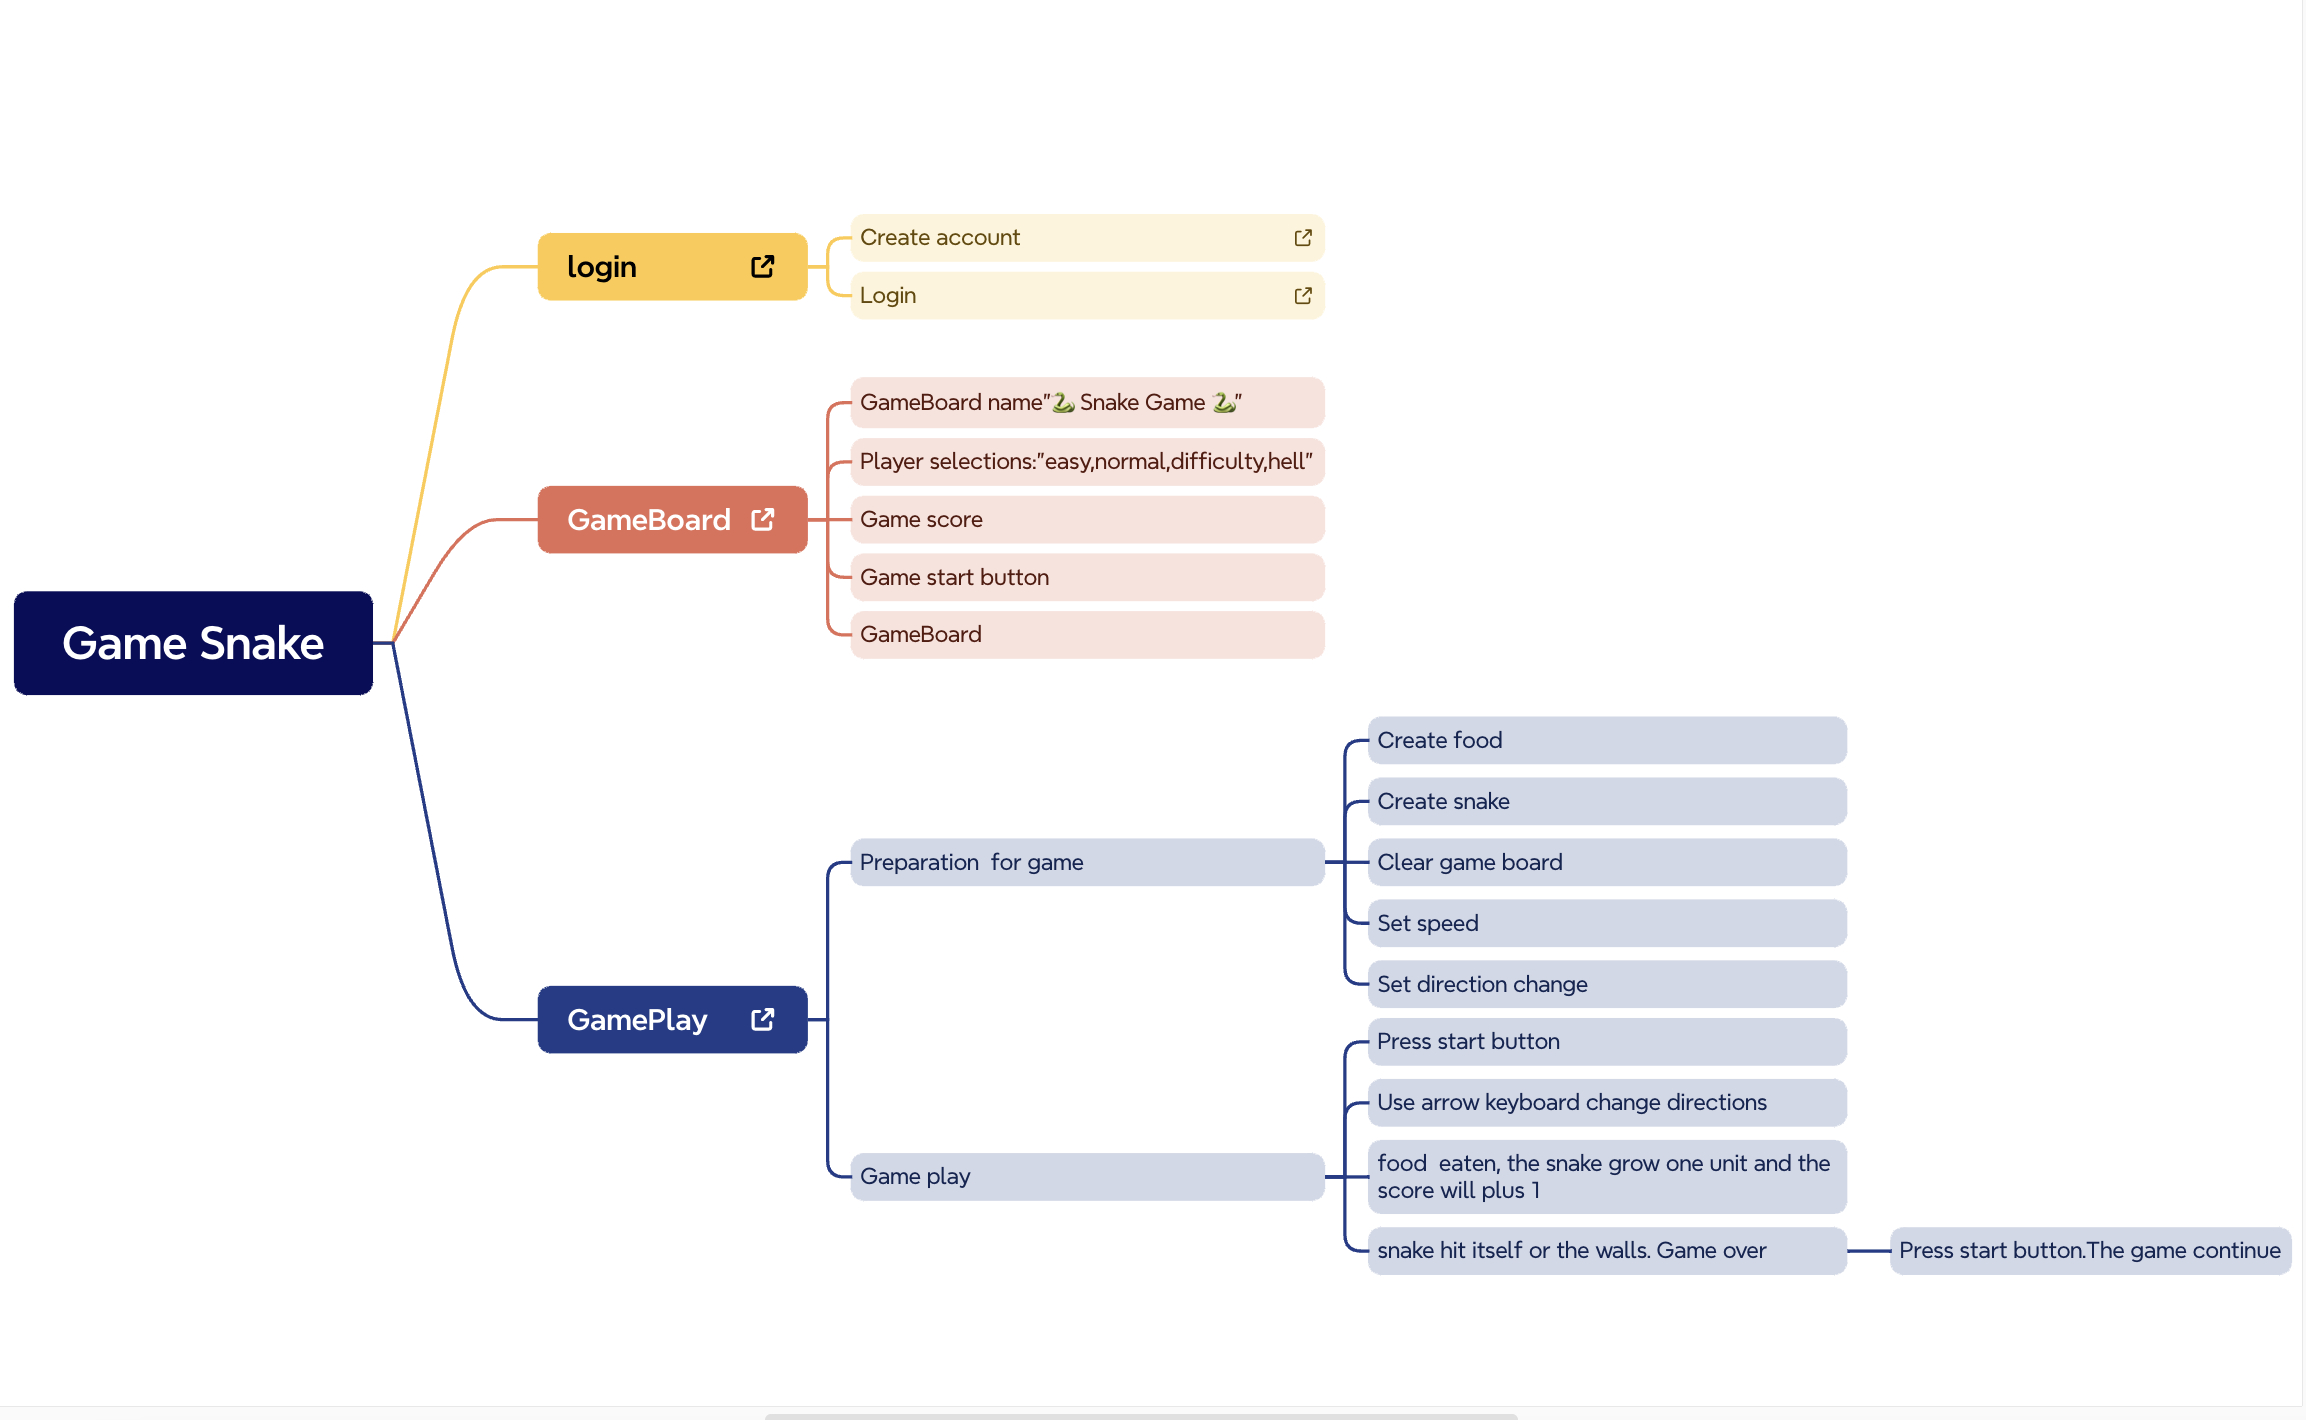 Game Snake
login
Create account
Login
GameBoard
GameBoard name"🐍 Snake Game 🐍"
Player selections:"easy,normal,difficulty,hell"
Game score
Game start button
GameBoard
GamePlay
Preparation  for game
Create food
Create snake
Clear game board
Set speed
Set direction change
Game play
Press start button
Use arrow keyboard change directions
food  eaten, the snake grow one unit and the
score will plus 1
snake hit itself or the walls. Game over
Press start button.The game continue